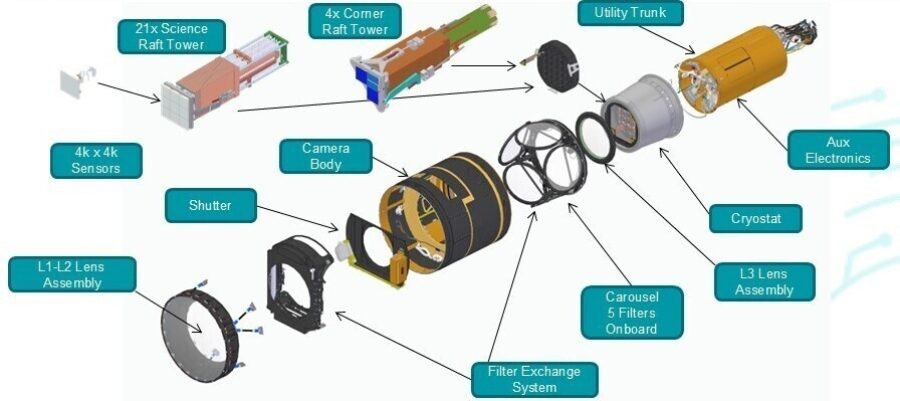 21x Science
Raft Tower
4x Corner
Raft Tower
Utility Trunk
4k x 4k
Sensors
Camera
Body
Aux
Electronics
Shutter
Cryostat
L1-L2 Lens
Assembly
L3 Lens
Assembly
Carousel
5 Filters
Onboard
Filter Exchange
System